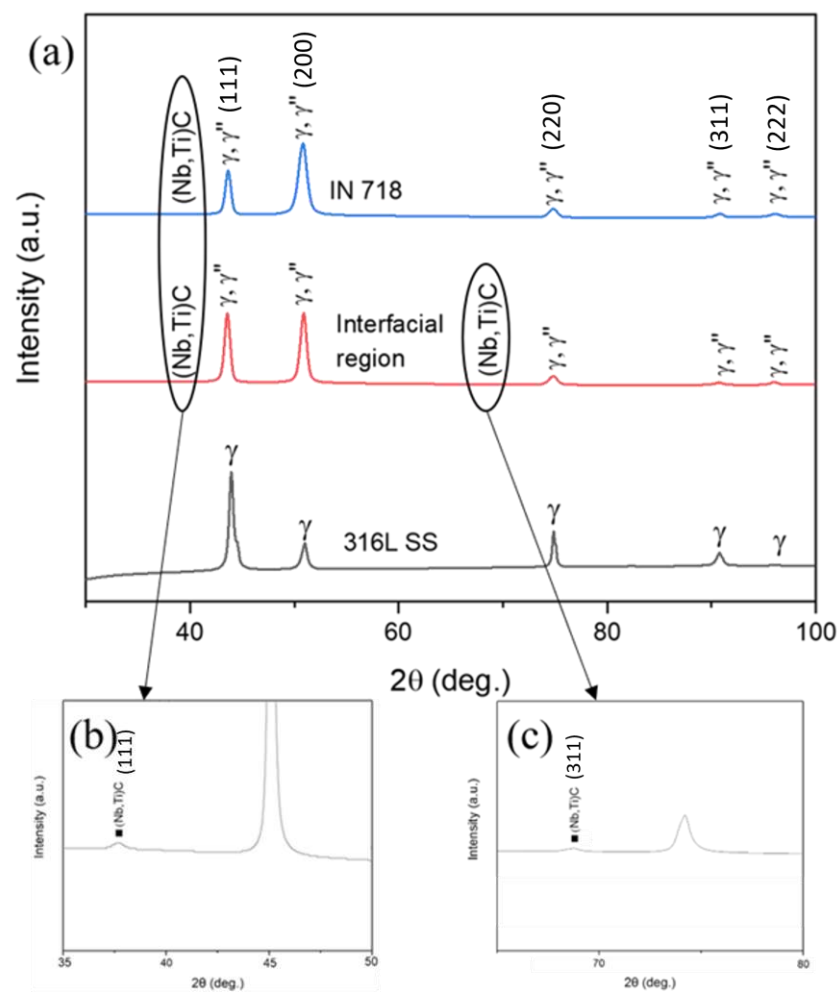 (a)
Intensity (a.u.)
(Nb,Ti)C
γ, γ" (111)
γ, γ" (200)
IN 718
γ, γ" (220)
γ, γ" (311)
γ, γ" (222)
(Nb,Ti)C
γ, γ"
γ, γ"
Interfacial
region
(Nb,Ti)C
γ, γ"
γ, γ"
γ, γ"
γ
γ
316L SS
γ
γ
γ
40
60
80
100
2θ (deg.)
(b)
Intensity (a.u.)
(Nb,Ti)C (111)
35
40
45
50
2θ (deg.)
(c)
Intensity (a.u.)
(Nb,Ti)C (311)
70
80
2θ (deg.)